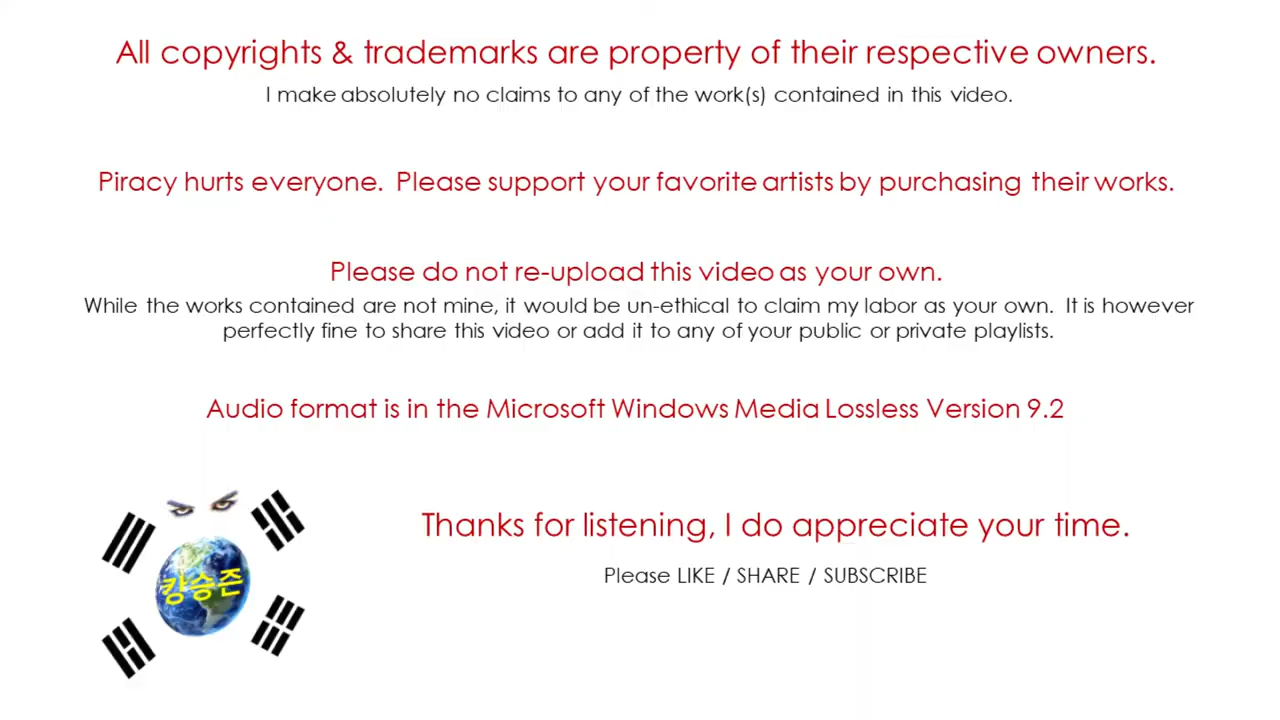 All copyrights & trademarks are property of their respective owners.
I make absolutely no claims to any of the work(s) contained in this video.
Piracy hurts everyone.  Please support your favorite artists by purchasing their works.
Please do not re-upload this video as your own.
While the works contained are not mine, it would be un-ethical to claim my labor as your own.  It is however
perfectly fine to share this video or add it to any of your public or private playlists.
Audio format is in the Microsoft Windows Media Lossless Version 9.2
Thanks for listening, I do appreciate your time.
Please LIKE / SHARE / SUBSCRIBE
캉승즌